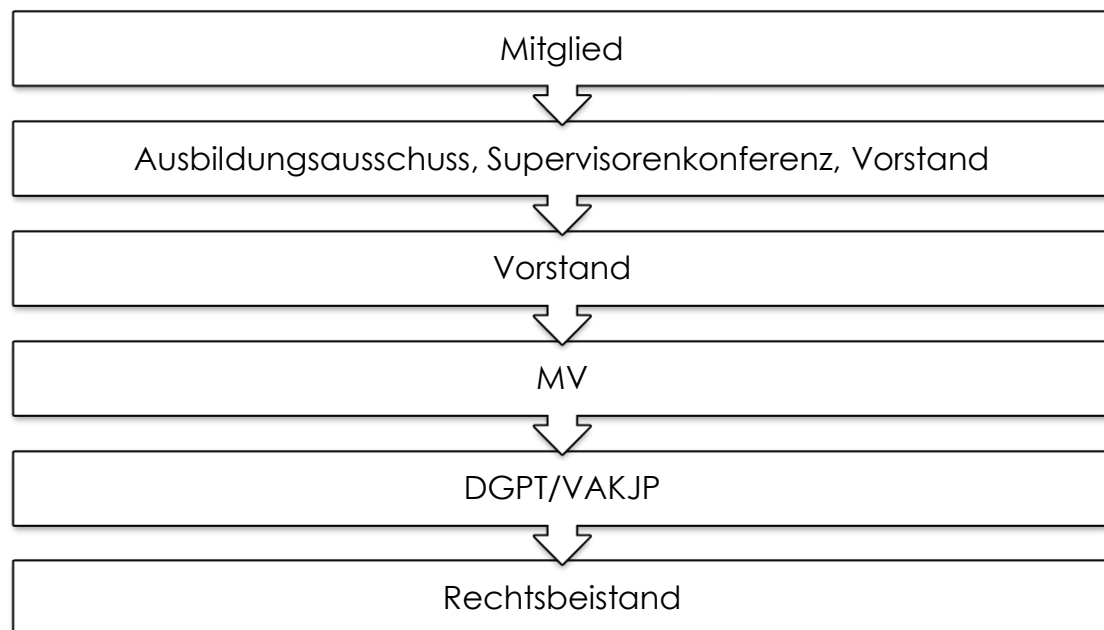 Mitglied
Ausbildungsausschuss, Supervisorenkonferenz, Vorstand
Vorstand
MV
DGPT/VAKJP
Rechtsbeistand